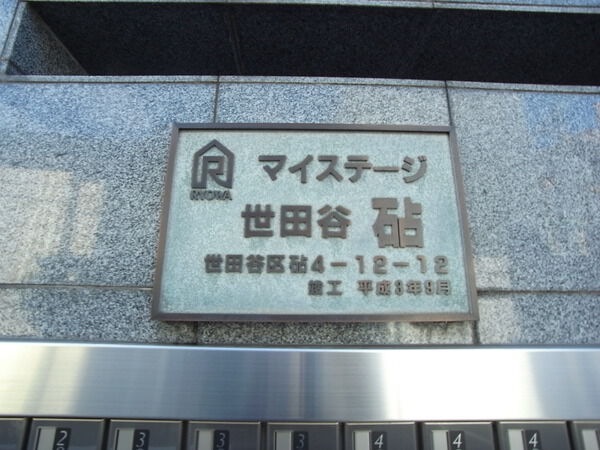 R マイステージ
RYOWA
世田谷 砧
世田谷区砧4-12-12
竣工 平成3年9月
2 3 3 3 4 4 4